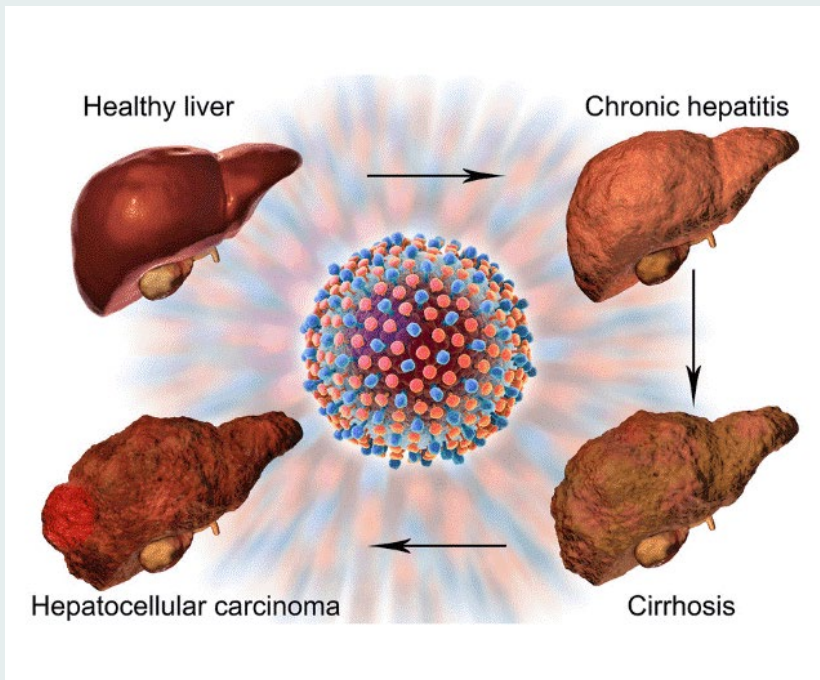 Healthy liver
Chronic hepatitis
Hepatocellular carcinoma
Cirrhosis